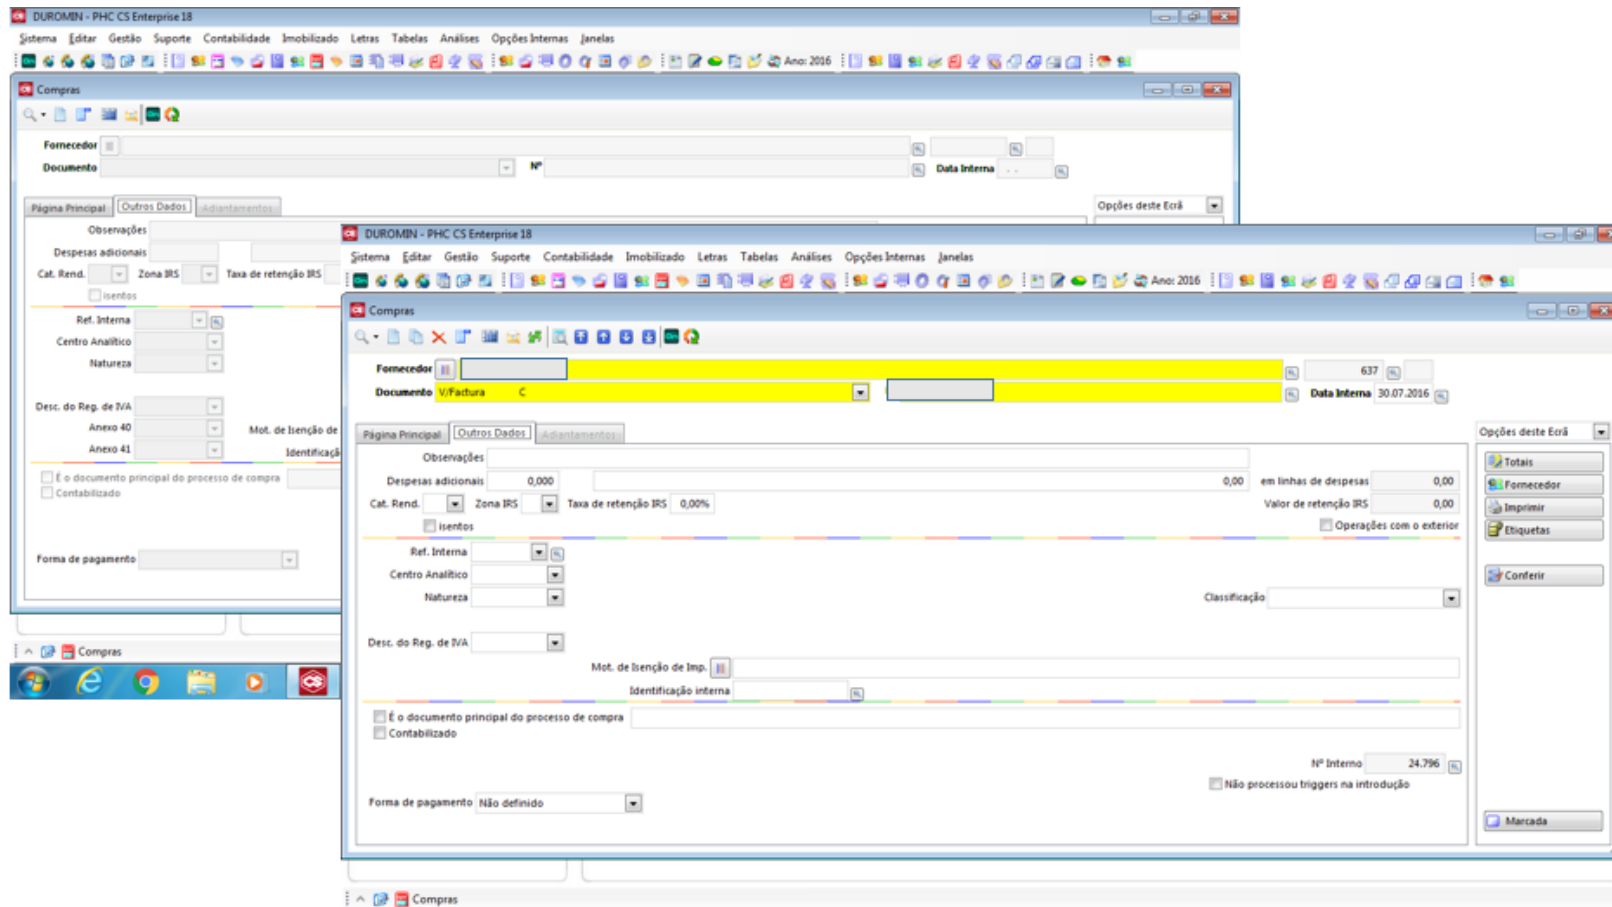 DUROMIN - PHC CS Enterprise 18
Sistema Editar Gestão Suporte Contabilidade Imobilizado Letras Tabelas Análises Opções Internas Janelas
Ano: 2016
Compras
Fornecedor
Documento Nº Data Interna - -
Página Principal Outros Dados Adiantamentos Opções deste Ecrã
Observações
Despesas adicionais
Cat. Rend. Zona IRS Taxa de retenção IRS
isentos
Ref. Interna
Centro Analítico
Natureza
Desc. do Reg. de IVA
Anexo 40 Mot. de Isenção de
Anexo 41 Identificaçã
É o documento principal do processo de compra
Contabilizado
Forma de pagamento
Compras
DUROMIN - PHC CS Enterprise 18
Sistema Editar Gestão Suporte Contabilidade Imobilizado Letras Tabelas Análises Opções Internas Janelas
Ano: 2016
Compras
Fornecedor 637
Documento V/Factura C Data Interna 30.07.2016
Página Principal Outros Dados Adiantamentos Opções deste Ecrã
Observações
Despesas adicionais 0,000 0,00 em linhas de despesas 0,00
Cat. Rend. Zona IRS Taxa de retenção IRS 0,00% Valor de retenção IRS 0,00
isentos Operações com o exterior
Ref. Interna
Centro Analítico
Natureza Classificação
Desc. do Reg. de IVA
Mot. de Isenção de Imp.
Identificação interna
É o documento principal do processo de compra
Contabilizado
Nº Interno 24.796
Não processou triggers na introdução
Forma de pagamento Não definido
Totais
Fornecedor
Imprimir
Etiquetas
Conferir
Marcada
Compras